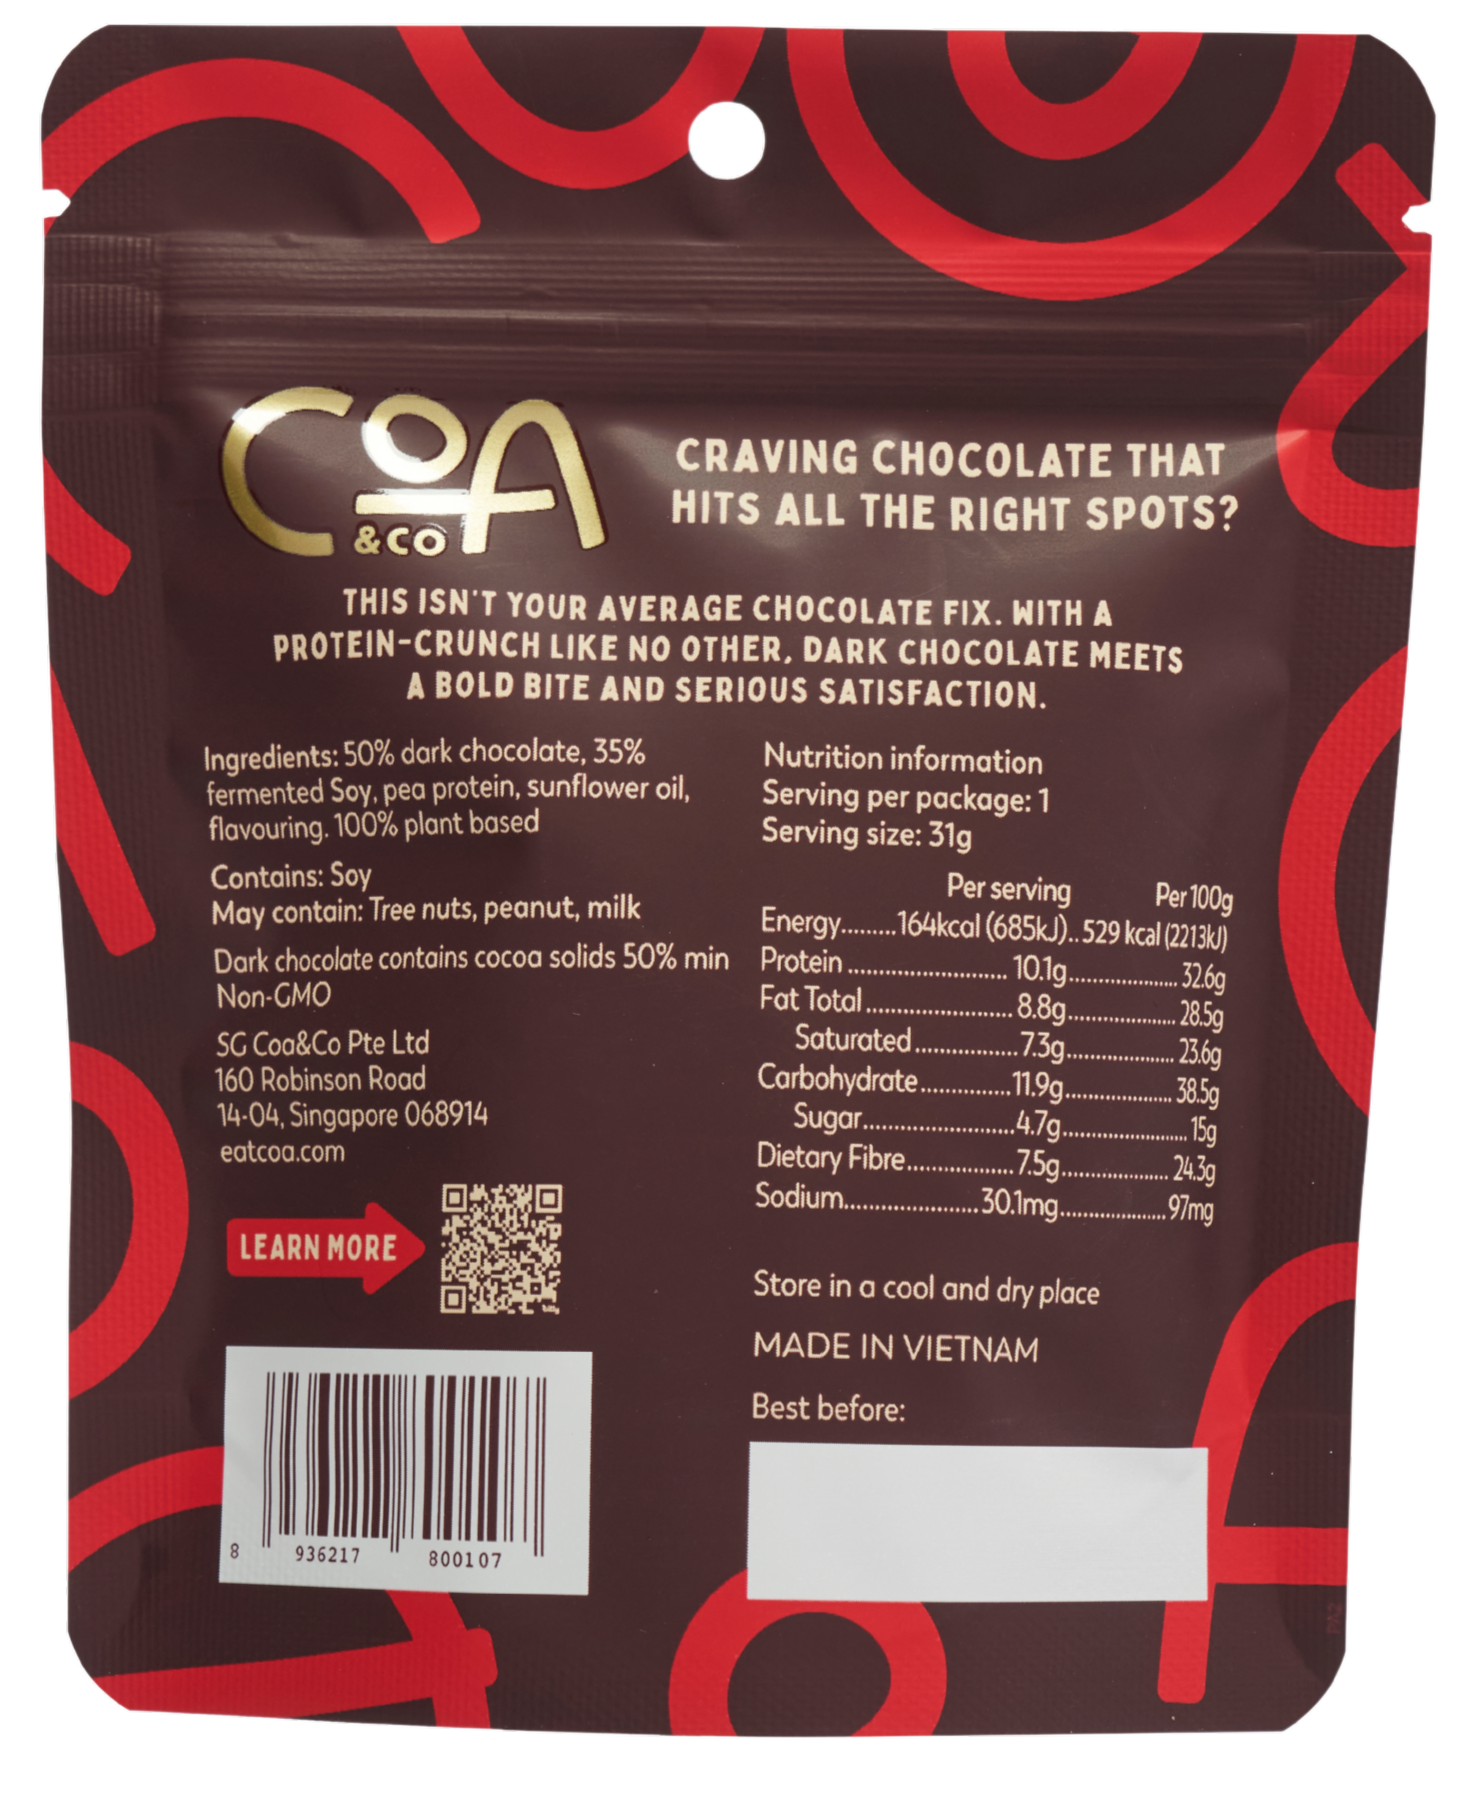 COA
&CO
CRAVING CHOCOLATE THAT
HITS ALL THE RIGHT SPOTS?
THIS ISN'T YOUR AVERAGE CHOCOLATE FIX. WITH A
PROTEIN-CRUNCH LIKE NO OTHER, DARK CHOCOLATE MEETS
A BOLD BITE AND SERIOUS SATISFACTION.
Ingredients: 50% dark chocolate, 35%
fermented Soy, pea protein, sunflower oil,
flavouring. 100% plant based
Contains: Soy
May contain: Tree nuts, peanut, milk
Dark chocolate contains cocoa solids 50% min
Non-GMO
SG Coa&Co Pte Ltd
160 Robinson Road
14-04, Singapore 068914
eatcoa.com
LEARN MORE
8 936217 800107
Nutrition information
Serving per package: 1
Serving size: 31g
Per serving Per 100g
Energy........164kcal (685kJ)..529 kcal (2213kJ)
Protein........................ 10.1g.................... 32.6g
Fat Total...................... 8.8g.................... 28.5g
Saturated................ 7.3g.................... 23.6g
Carbohydrate.............. 11.9g.................... 38.5g
Sugar....................... 4.7g....................... 15g
Dietary Fibre................ 7.5g.................... 24.3g
Sodium..................... 30.1mg................... 97mg
Store in a cool and dry place
MADE IN VIETNAM
Best before: